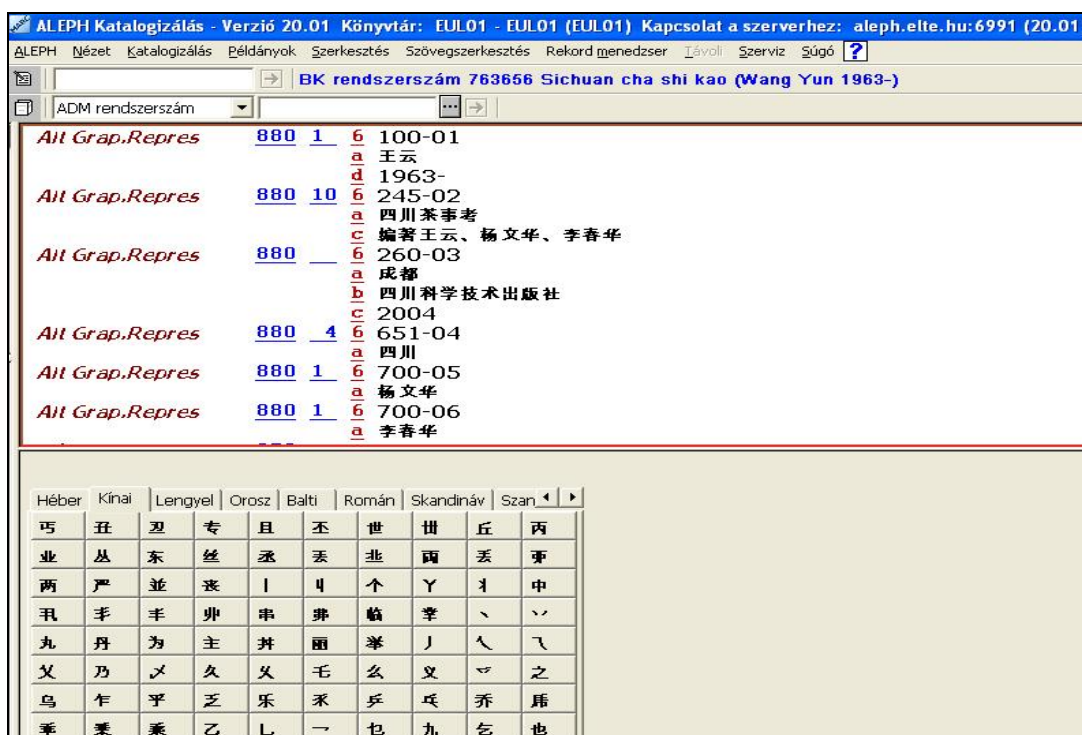 ALEPH Katalogizálás - Verzió 20.01 Könyvtár: EUL01 - EUL01 (EUL01) Kapcsolat a szerverhez: aleph.elte.hu:6991 (20.01
ALEPH Nézet Katalogizálás Példányok Szerkesztés Szövegszerkesztés Rekord menedzser Távoli Szerviz Súgó ?
BK rendszerszám 763656 Sichuan cha shi kao (Wang Yun 1963-)
ADM rendszerszám
Alt Grap.Repres 880 1 6 100-01
a 王云
d 1963-
Alt Grap.Repres 880 10 6 245-02
a 四川茶事考
c 编著王云、杨文华、李春华
Alt Grap.Repres 880 6 260-03
a 成都
b 四川科学技术出版社
c 2004
Alt Grap.Repres 880 4 6 651-04
a 四川
Alt Grap.Repres 880 1 6 700-05
a 杨文华
Alt Grap.Repres 880 1 6 700-06
a 李春华
Héber Kínai Lengyel Orosz Balti Román Skandináv Szan
丐 丑 丑 专 且 丕 世 丗 丘 丙
业 丛 东 丝 丞 丢 北 両 丢
两 严 並 丧 丨 丩 个 丫 丬 中
丮 丯 丰 丱 串 弗 临 丵 丶
丸 丹 为 主 丼 丽 举 丿 乀 乁
乂 乃 乄 久 乆 乇 么 义 之
乌 乍 乎 乏 乐 乑 乒 乓 乔
乖 乗 乘 乙 乚 乛 乜 九 乞 也